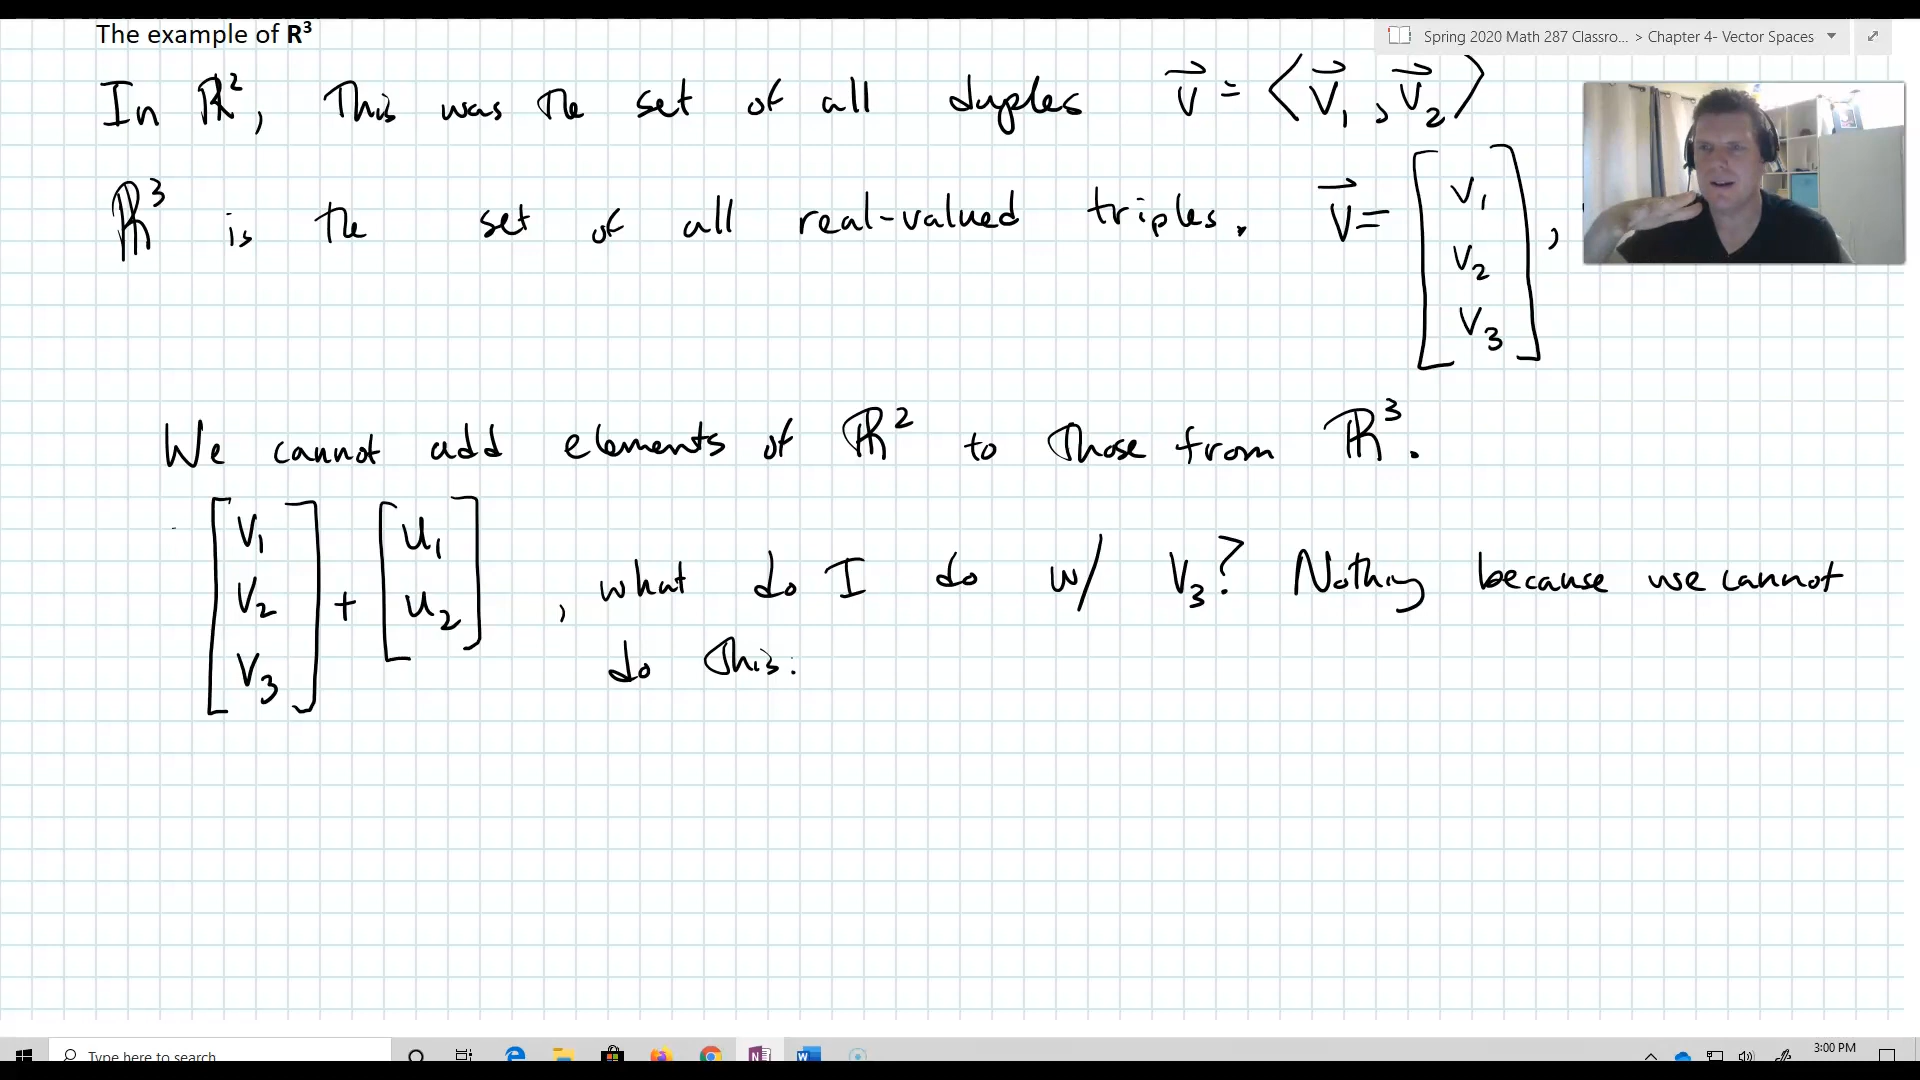 The example of R³
Spring 2020 Math 287 Classro... > Chapter 4- Vector Spaces
In ℝ², This was the set of all duples v⃗ = ⟨v⃗₁, v⃗₂⟩
ℝ³ is the set of all real-valued triples. v⃗ = [v₁ v₂ v₃],
We cannot add elements of ℝ² to those from ℝ³.
[v₁ v₂ v₃] + [u₁ u₂], what do I do w/ v₃? Nothing because we cannot
do this.
Type here to search
3:00 PM